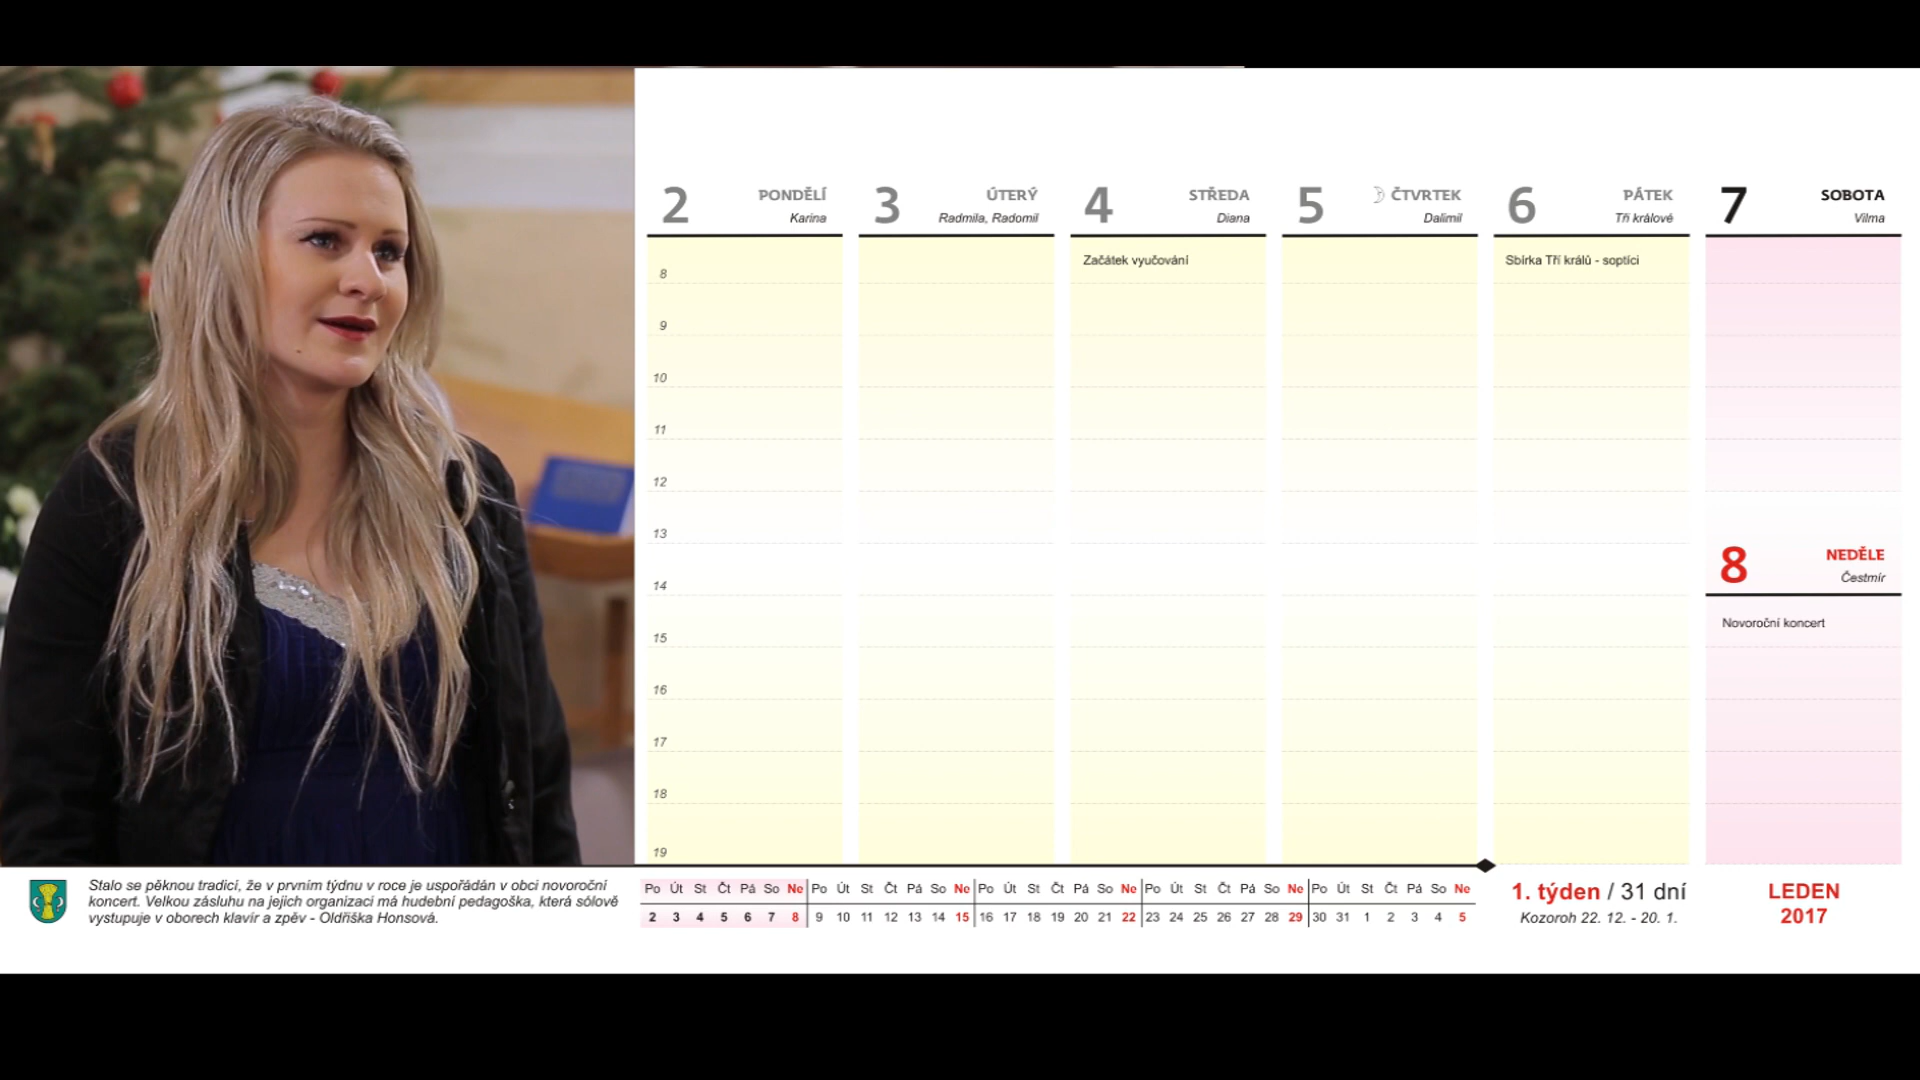 2 PONDĚLÍ
Karina
3 ÚTERÝ
Radmila, Radomil
4 STŘEDA
Diana
5 ČTVRTEK
Dalimil
6 PÁTEK
Tři králové
7 SOBOTA
Vilma
Začátek vyučování
Sbírka Tří králů - soptíci
8
9
10
11
12
13
14
15
16
17
18
19
8 NEDĚLE
Čestmír
Novoroční koncert
Stalo se pěknou tradicí, že v prvním týdnu v roce je uspořádán v obci novoroční
koncert. Velkou zásluhu na jejich organizaci má hudební pedagoška, která sólově
vystupuje v oborech klavír a zpěv - Oldřiška Honsová.
Po Út St Čt Pá So Ne Po Út St Čt Pá So Ne Po Út St Čt Pá So Ne Po Út St Čt Pá So Ne Po Út St Čt Pá So Ne
2 3 4 5 6 7 8 9 10 11 12 13 14 15 16 17 18 19 20 21 22 23 24 25 26 27 28 29 30 31 1 2 3 4 5
1. týden / 31 dní
Kozoroh 22. 12. - 20. 1.
LEDEN
2017